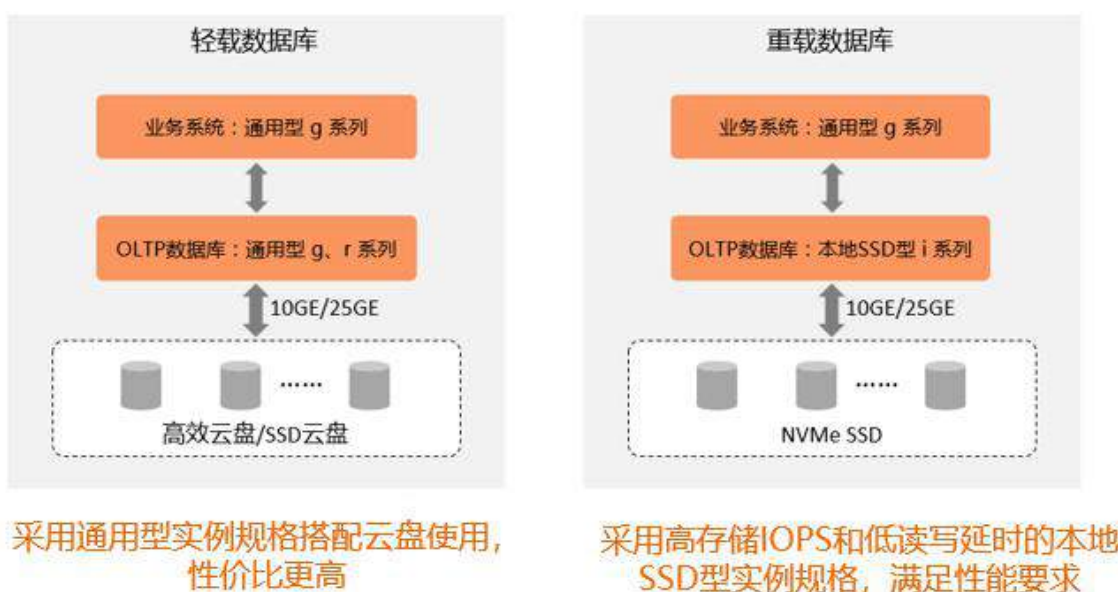 轻载数据库
业务系统：通用型 g 系列
OLTP数据库：通用型 g、r 系列
10GE/25GE
......
高效云盘/SSD云盘
采用通用型实例规格搭配云盘使用，
性价比更高
重载数据库
业务系统：通用型 g 系列
OLTP数据库：本地SSD型 i 系列
10GE/25GE
......
NVMe SSD
采用高存储IOPS和低读写延时的本地
SSD型实例规格，满足性能要求